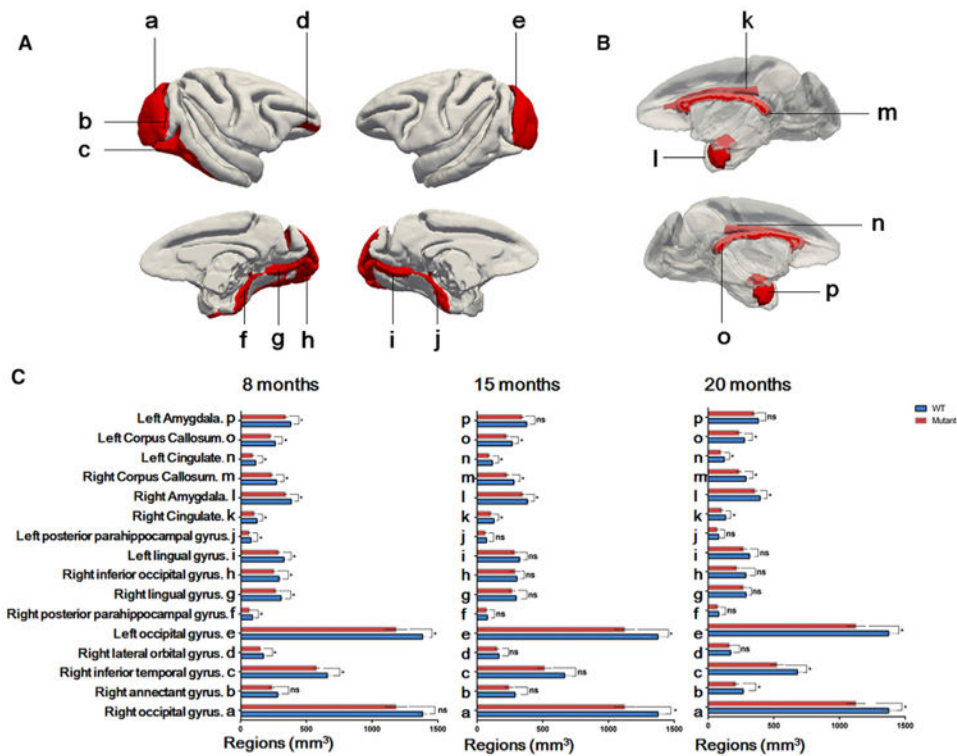 A
a
d
e
b
c
f
g
h
i
j
B
k
m
l
n
p
o
C
8 months
15 months
20 months
WT
Mutant
Left Amygdala. p * p ns p ns
Left Corpus Callosum. o * o * o *
Left Cingulate. n * n * n *
Right Corpus Callosum. m * m * m *
Right Amygdala. l * l * l *
Right Cingulate. k * k * k *
Left posterior parahippocampal gyrus. j * j ns j ns
Left lingual gyrus. i * i ns i ns
Right inferior occipital gyrus. h * h ns h ns
Right lingual gyrus. g * g ns g ns
Right posterior parahippocampal gyrus. f * f ns f ns
Left occipital gyrus. e * e * e *
Right lateral orbital gyrus. d * d ns d ns
Right inferior temporal gyrus. c * c ns c *
Right annectant gyrus. b ns b ns b *
Right occipital gyrus. a ns a * a *
0 500 1000 1500 0 500 1000 1500 0 500 1000 1500
Regions (mm³) Regions (mm³) Regions (mm³)